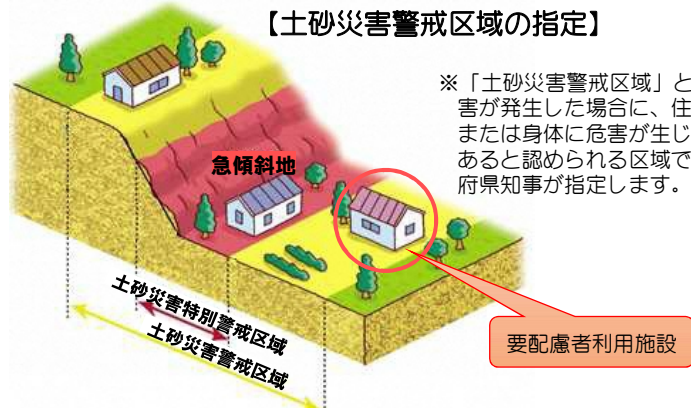 【土砂災害警戒区域の指定】
※「土砂災害警戒区域」と
害が発生した場合に、住
または身体に危害が生じ
あると認められる区域で
府県知事が指定します。
急傾斜地
土砂災害特別警戒区域
土砂災害警戒区域
要配慮者利用施設